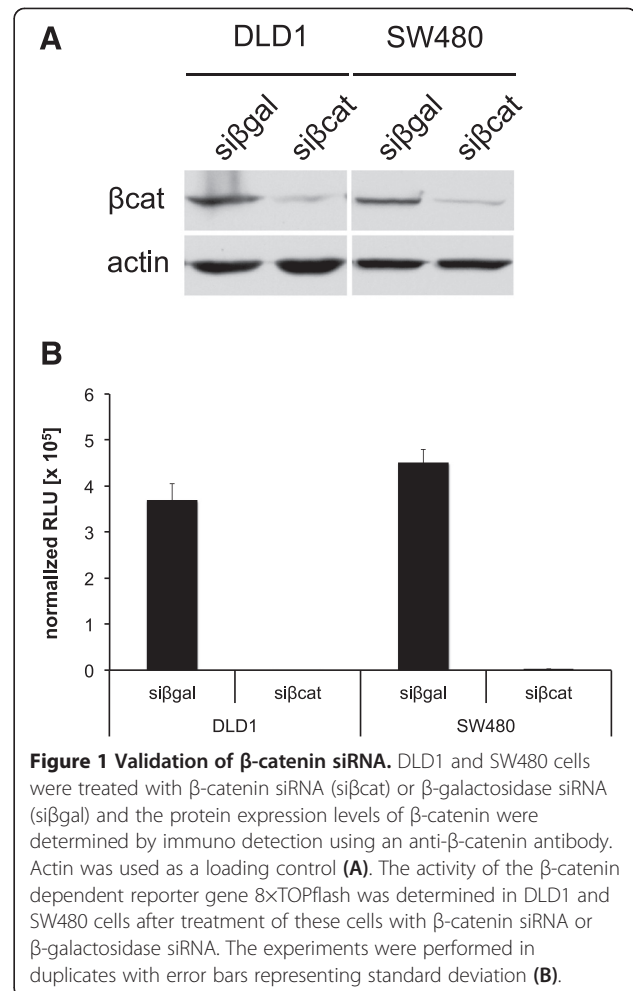 A
DLD1 SW480
siβgal siβcat siβgal siβcat
βcat
actin
B
normalized RLU [x 10⁵]
6
5
4
3
2
1
0
siβgal siβcat siβgal siβcat
DLD1 SW480
Figure 1 Validation of β-catenin siRNA. DLD1 and SW480 cells
were treated with β-catenin siRNA (siβcat) or β-galactosidase siRNA
(siβgal) and the protein expression levels of β-catenin were
determined by immuno detection using an anti-β-catenin antibody.
Actin was used as a loading control (A). The activity of the β-catenin
dependent reporter gene 8×TOPflash was determined in DLD1 and
SW480 cells after treatment of these cells with β-catenin siRNA or
β-galactosidase siRNA. The experiments were performed in
duplicates with error bars representing standard deviation (B).